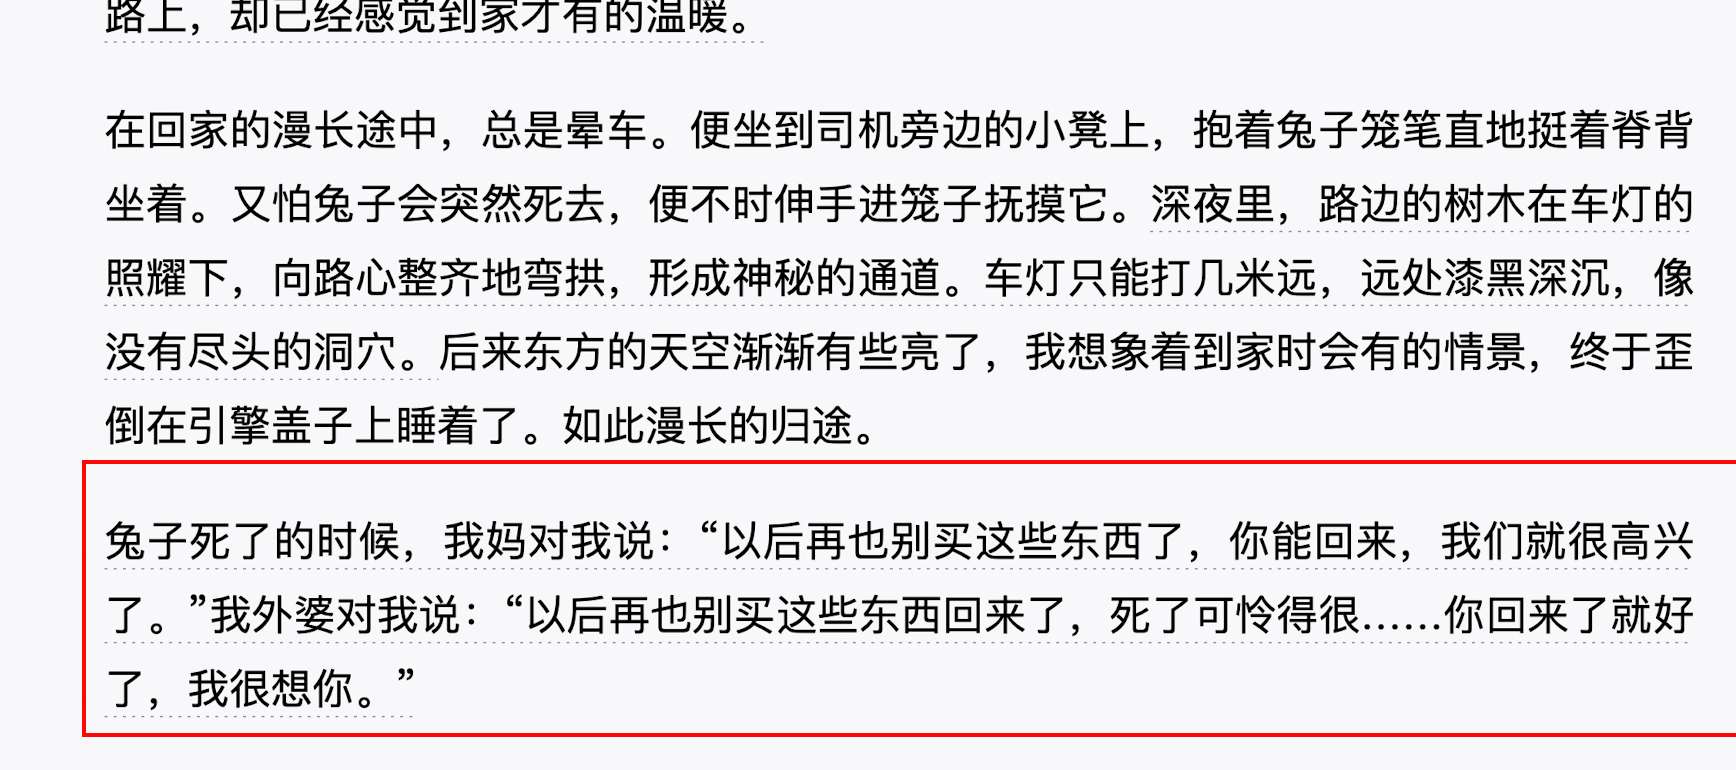 路上，却已经感觉到家才有的温暖。
在回家的漫长途中，总是晕车。便坐到司机旁边的小凳上，抱着兔子笼笔直地挺着脊背
坐着。又怕兔子会突然死去，便不时伸手进笼子抚摸它。深夜里，路边的树木在车灯的
照耀下，向路心整齐地弯拱，形成神秘的通道。车灯只能打几米远，远处漆黑深沉，像
没有尽头的洞穴。后来东方的天空渐渐有些亮了，我想象着到家时会有的情景，终于歪
倒在引擎盖子上睡着了。如此漫长的归途。
兔子死了的时候，我妈对我说：“以后再也别买这些东西了，你能回来，我们就很高兴
了。”我外婆对我说：“以后再也别买这些东西回来了，死了可怜得很……你回来了就好
了，我很想你。”